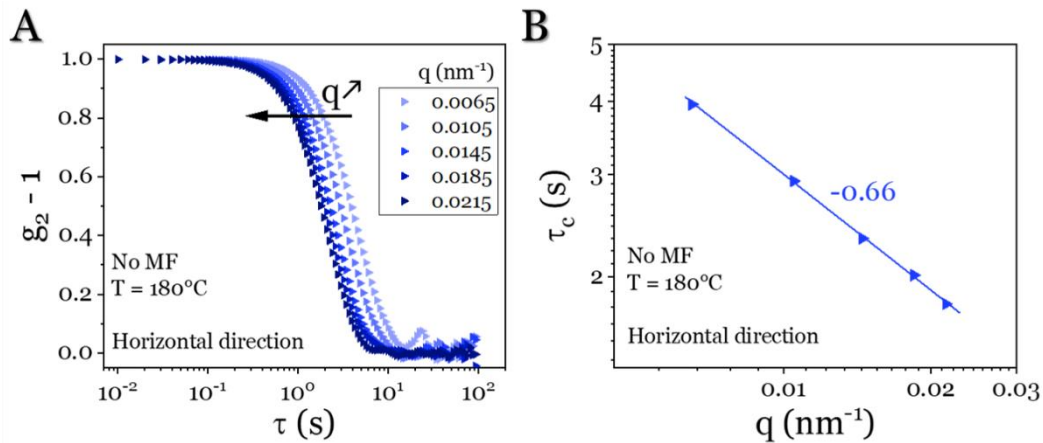 A
1.0
0.8
0.6
0.4
0.2
0.0
g₂ - 1
q↗
q (nm⁻¹)
0.0065
0.0105
0.0145
0.0185
0.0215
No MF
T = 180°C
Horizontal direction
10⁻² 10⁻¹ 10⁰ 10¹ 10²
τ (s)
B
5
4
3
2
τc (s)
-0.66
No MF
T = 180°C
Horizontal direction
0.01 0.02 0.03
q (nm⁻¹)